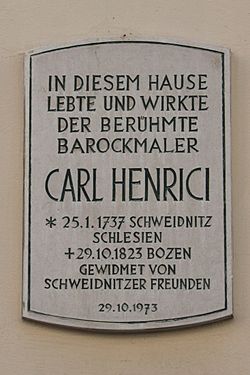 IN DIESEM HAUSE
LEBTE UND WIRKTE
DER BERÜHMTE
BAROCKMALER
CARL HENRICI
* 25.1.1737 SCHWEIDNITZ
SCHLESIEN
+ 29.10.1823 BOZEN
GEWIDMET VON
SCHWEIDNITZER FREUNDEN
29.10.1973